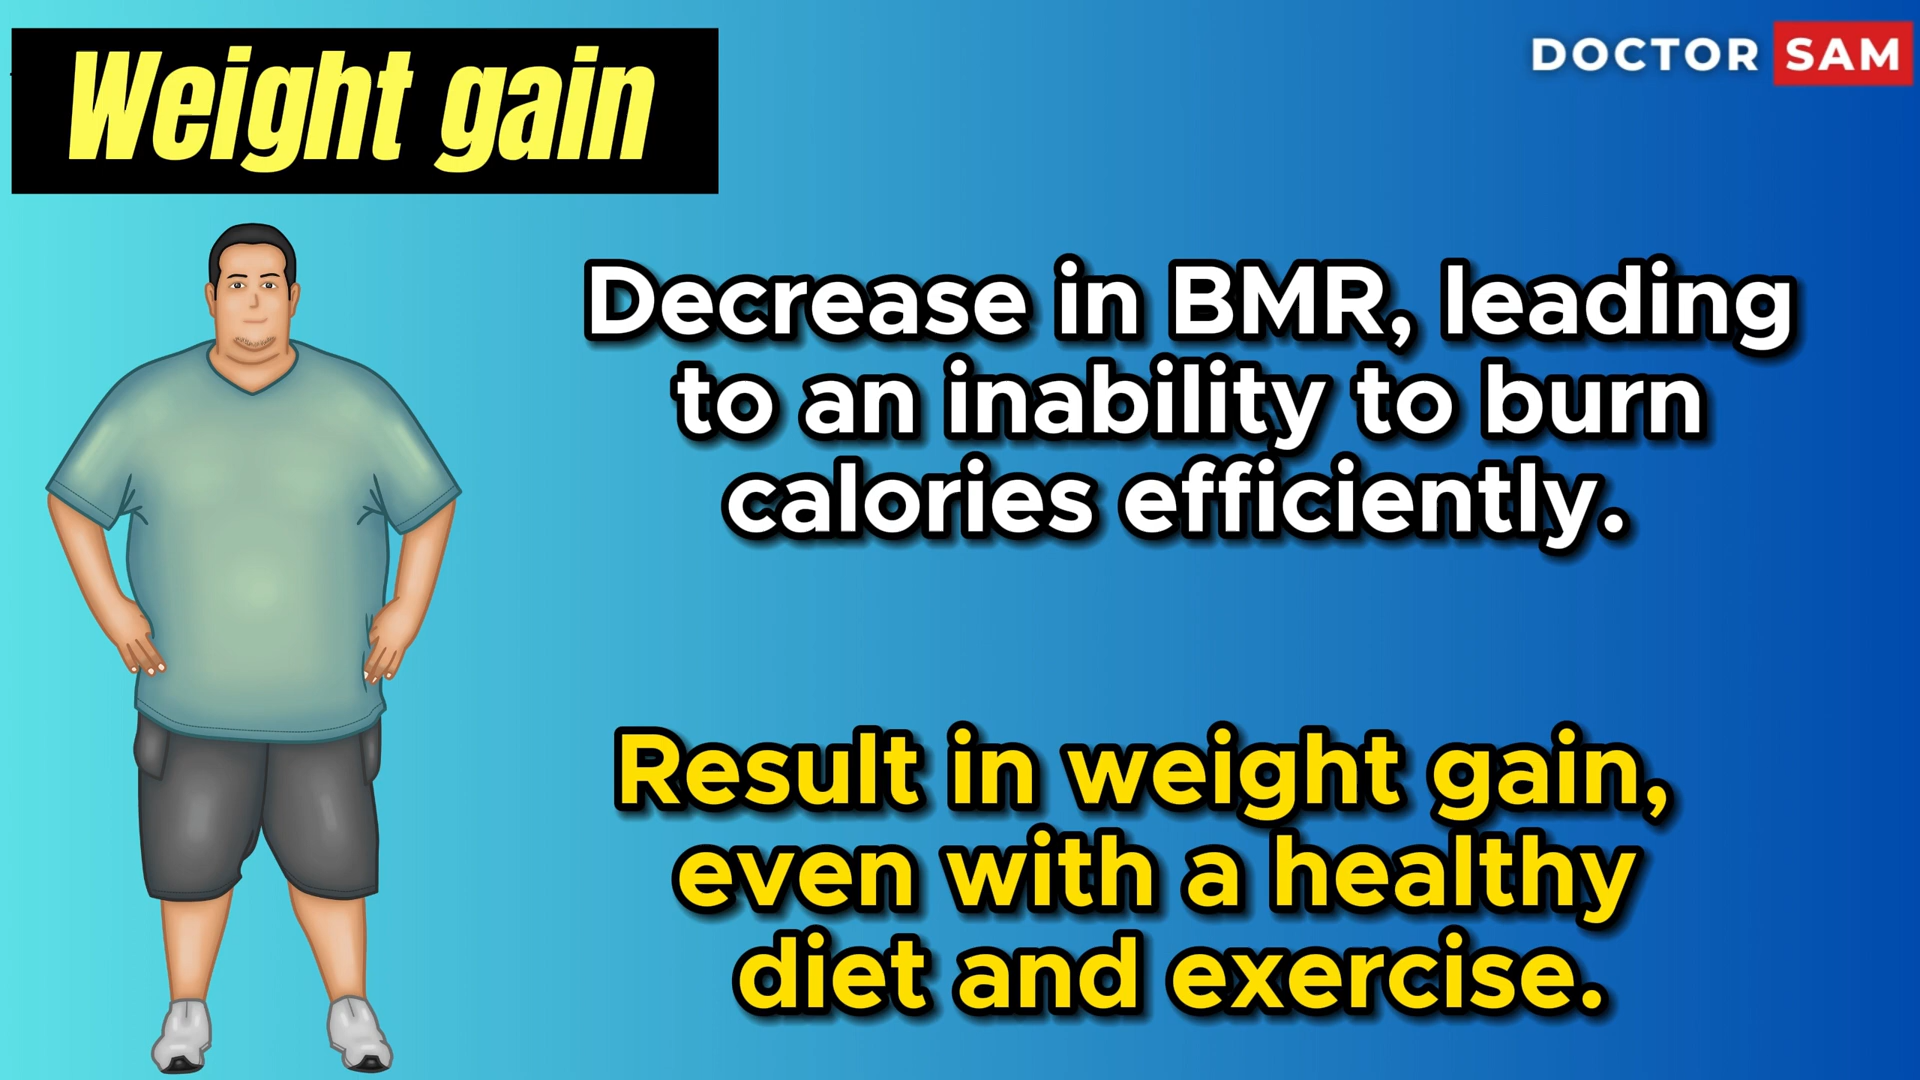 Weight gain
DOCTOR SAM
Decrease in BMR, leading
to an inability to burn
calories efficiently.
Result in weight gain,
even with a healthy
diet and exercise.